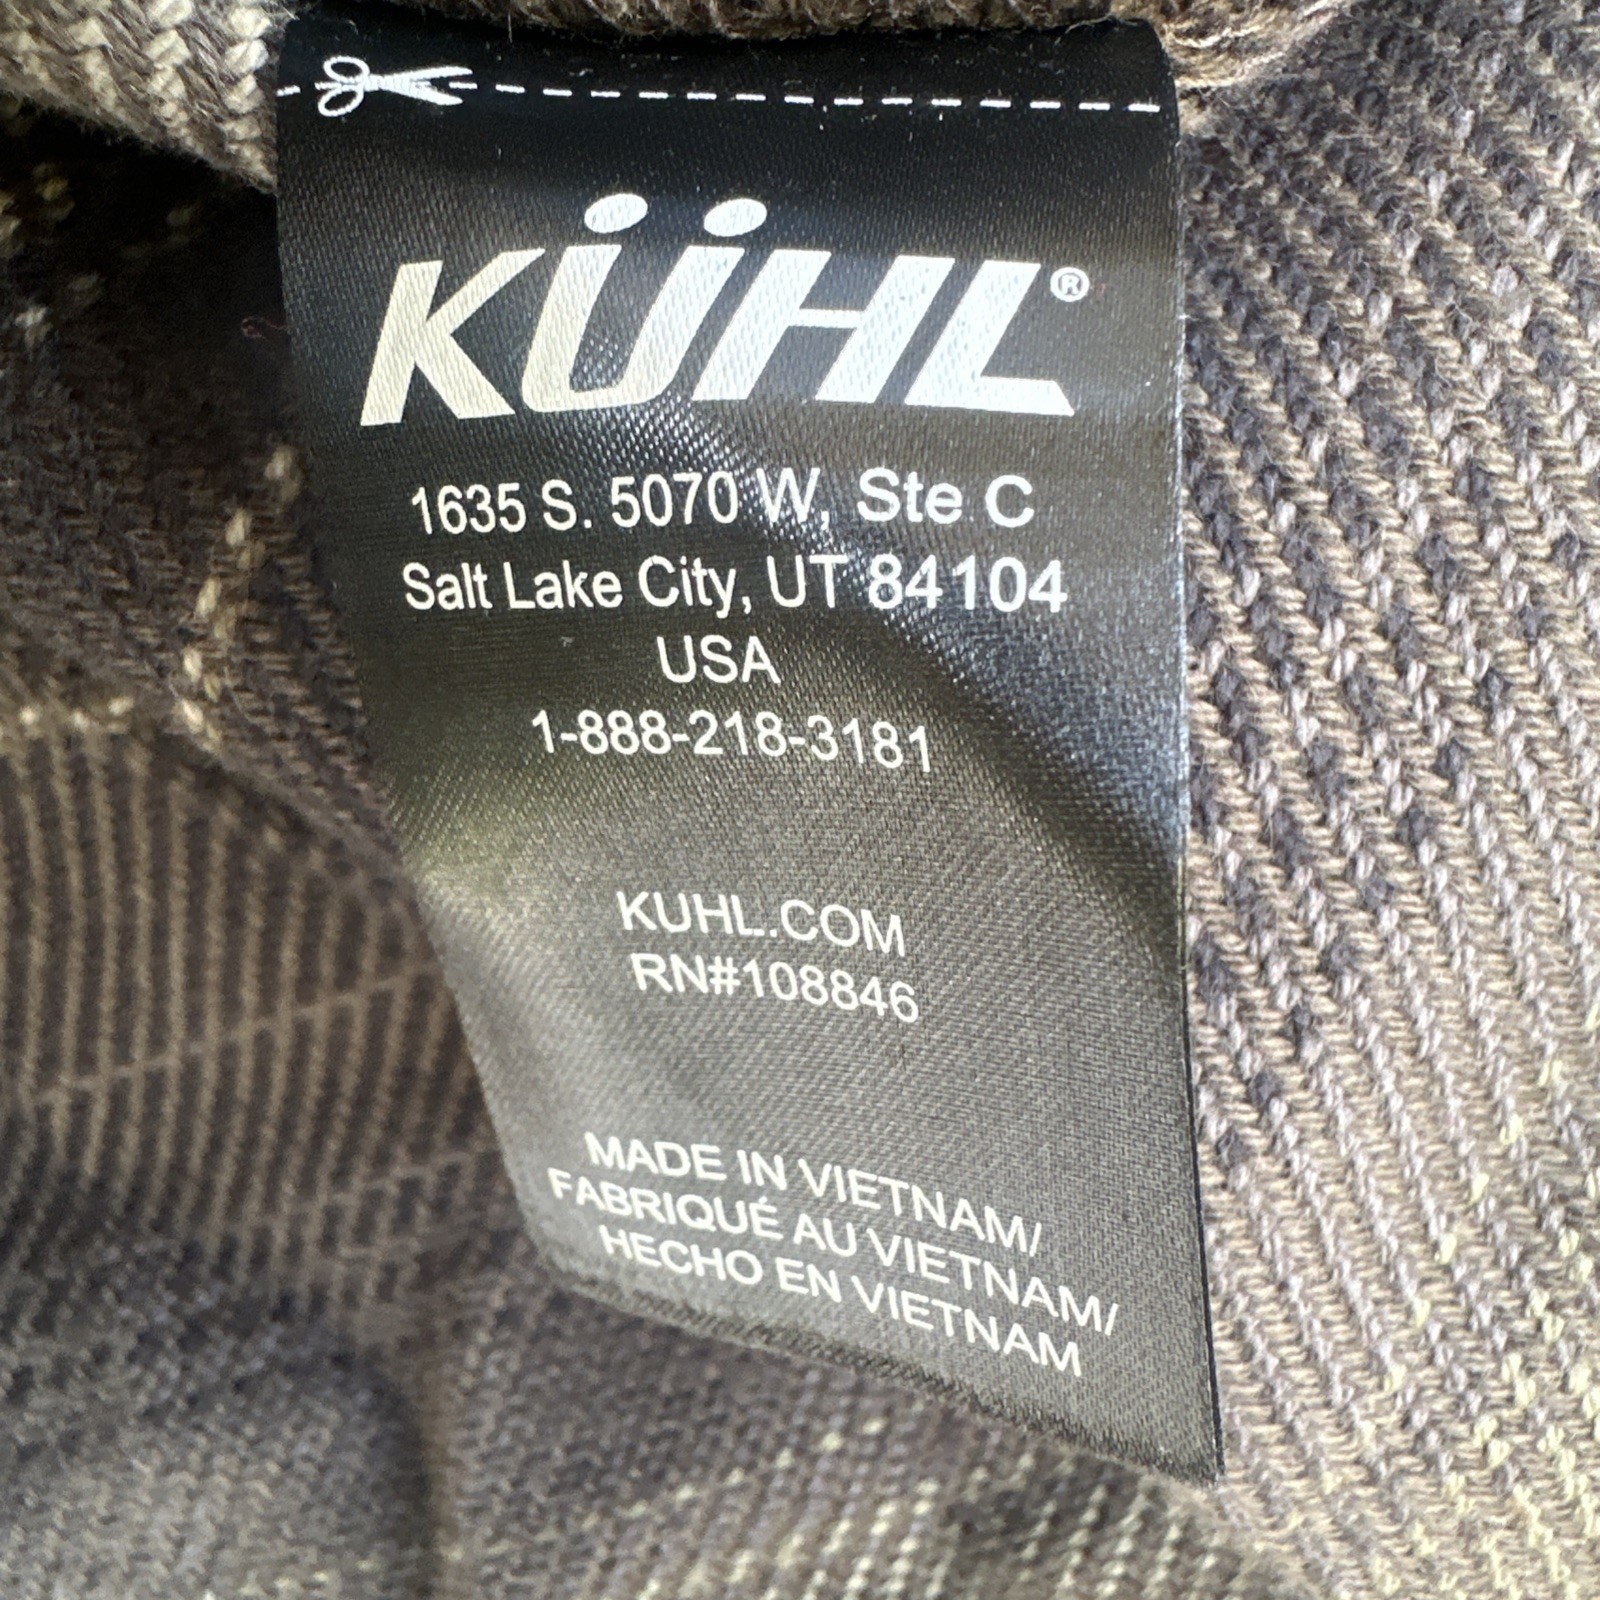 KÜHL®
1635 S. 5070 W, Ste C
Salt Lake City, UT 84104
USA
1-888-218-3181
KUHL.COM
RN#108846
MADE IN VIETNAM/
FABRIQUÉ AU VIETNAM/
HECHO EN VIETNAM